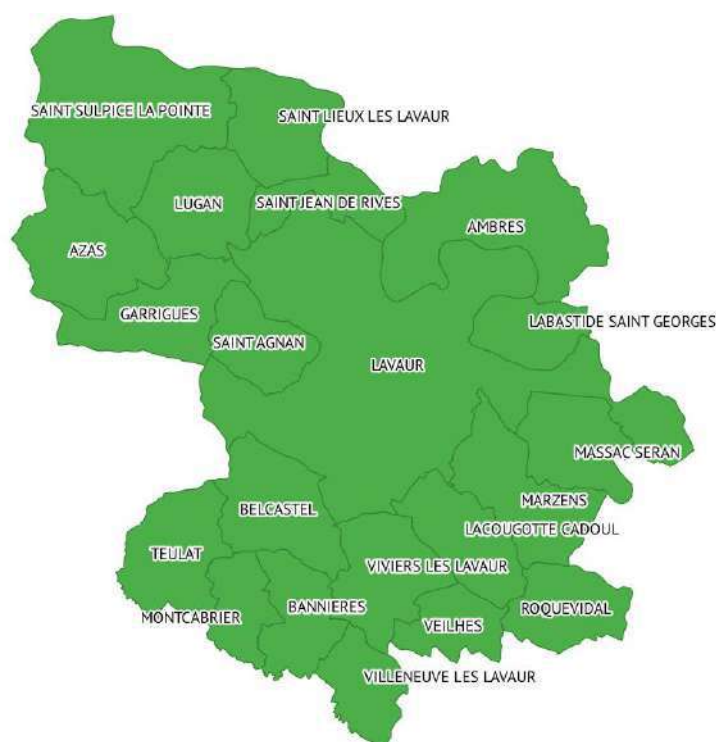 SAINT SULPICE LA POINTE
SAINT LIEUX LES LAVAUR
LUGAN
SAINT JEAN DE RIVES
AMBRES
AZAS
GARRIGUES
LABASTIDE SAINT GEORGES
SAINT AGNAN
LAVAUR
MASSAC SERAN
MARZENS
BELCASTEL
LACOUGOTTE CADOUL
TEULAT
VIVIERS LES LAVAUR
MONTCABRIER
BANNIERES
ROQUEVIDAL
VEILHES
VILLENEUVE LES LAVAUR